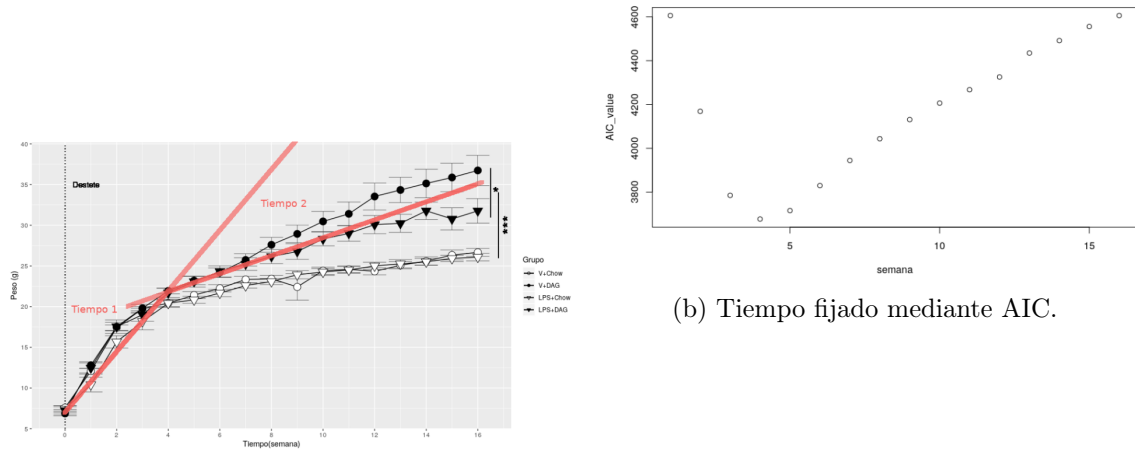 40
35
30
25
20
15
10
5
Peso (g)
Destete
Tiempo 1
Tiempo 2
*
***
0
2
4
6
8
10
12
14
16
Tiempo(semana)
Grupo
V+Chow
V+DAG
LPS+Chow
LPS+DAG
4600
4400
4200
4000
3800
AIC_value
5
10
15
semana
(b) Tiempo fijado mediante AIC.